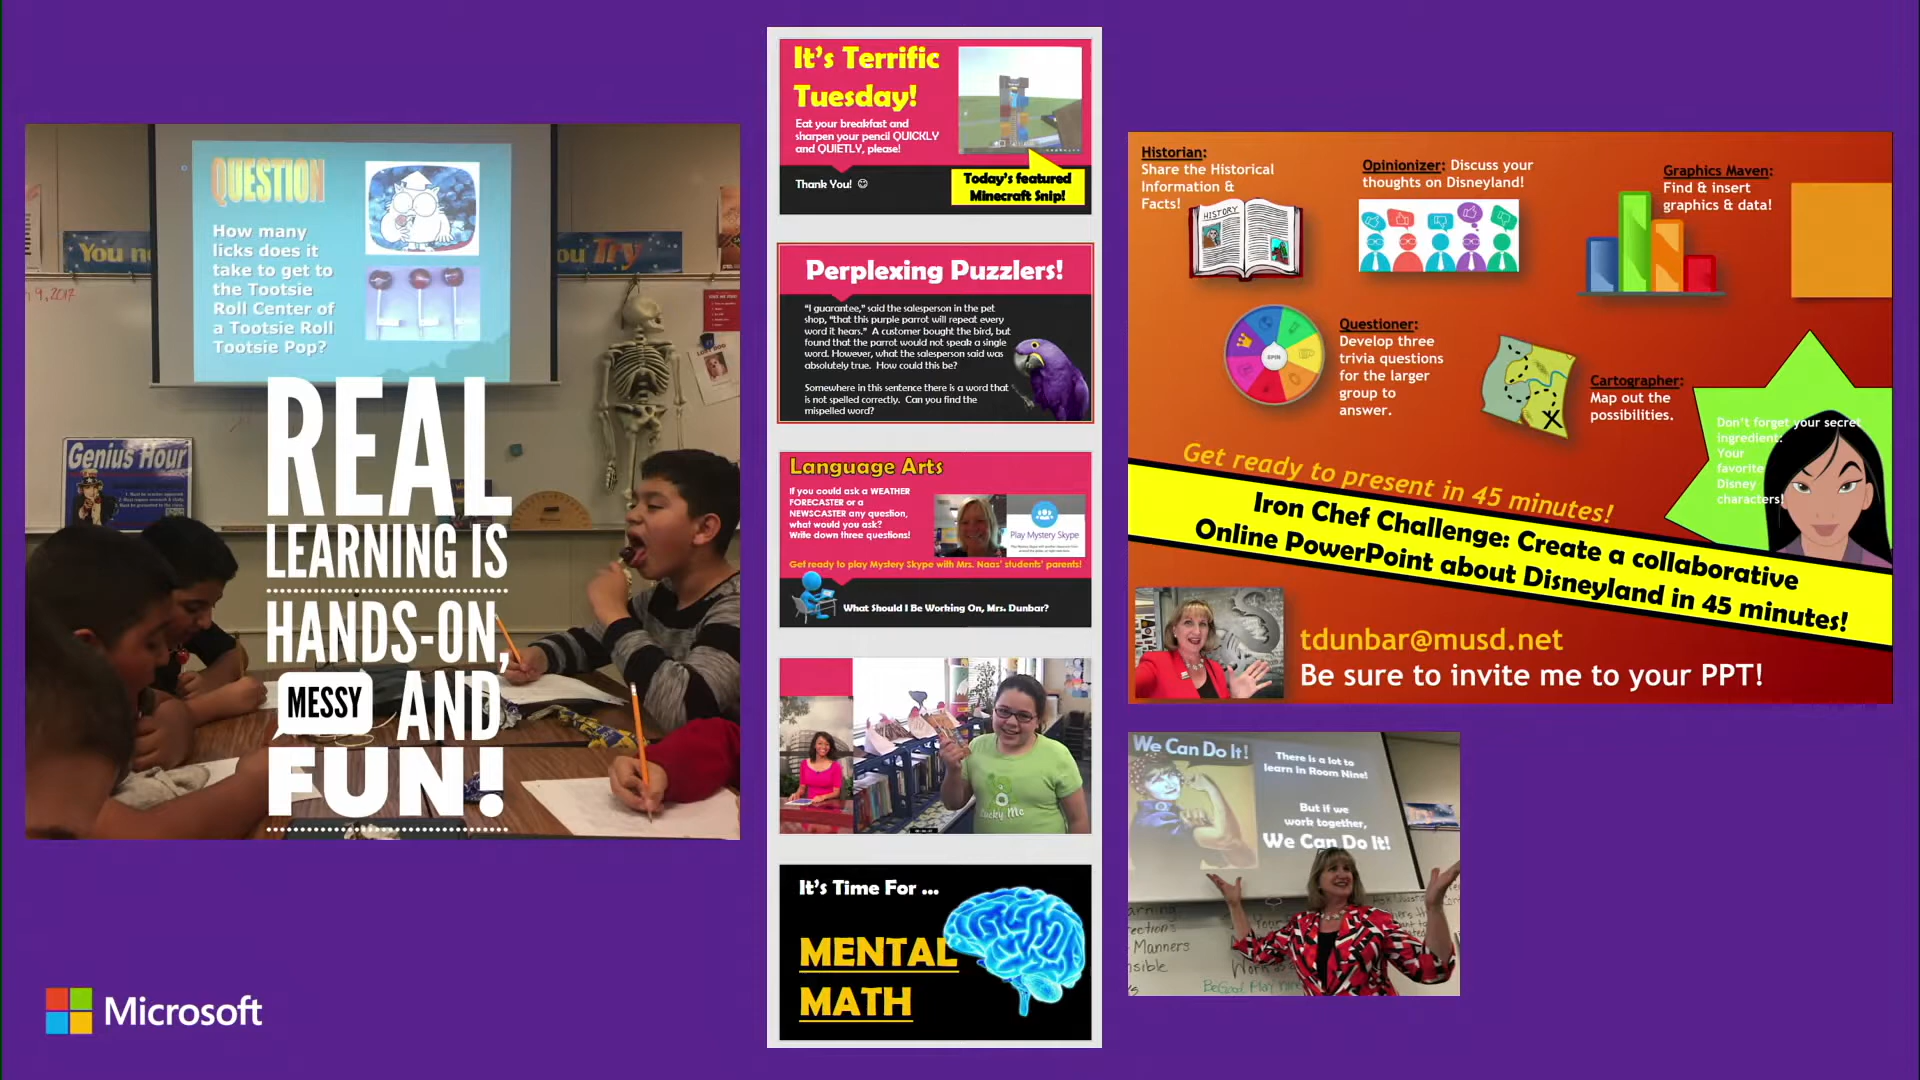 QUESTION
How many
licks does it
take to get to
the Tootsie
Roll Center of
a Tootsie Roll
Tootsie Pop?
You
ou Try
9, 2017
Genius Hour
REAL
LEARNING IS
HANDS-ON,
MESSY AND
FUN!
Microsoft
It's Terrific
Tuesday!
Eat your breakfast and
sharpen your pencil QUICKLY
and QUIETLY, please!
Thank You! ☺
Today's featured
Minecraft Snip!
Perplexing Puzzlers!
"I guarantee," said the salesperson in the pet
shop, "that this purple parrot will repeat every
word it hears." A customer bought the bird, but
found that the parrot would not speak a single
word. However, what the salesperson said was
absolutely true. How could this be?
Somewhere in this sentence there is a word that
is not spelled correctly. Can you find the
mispelled word?
Language Arts
If you could ask a WEATHER
FORECASTER or a
NEWSCASTER any question,
what would you ask?
Write down three questions!
Play Mystery Skype
Get ready to play Mystery Skype with Mrs. Naas' students' parents!
What Should I Be Working On, Mrs. Dunbar?
Lucky Me
It's Time For ...
MENTAL
MATH
Historian:
Share the Historical
Information &
Facts!
HISTORY
Opinionizer: Discuss your
thoughts on Disneyland!
Graphics Maven:
Find & insert
graphics & data!
SPIN
Questioner:
Develop three
trivia questions
for the larger
group to
answer.
Cartographer:
Map out the
possibilities.
Don't forget your secret
ingredient:
Your
favorite
Disney
characters!
Get ready to present in 45 minutes!
Iron Chef Challenge: Create a collaborative
Online PowerPoint about Disneyland in 45 minutes!
tdunbar@musd.net
Be sure to invite me to your PPT!
We Can Do It!
There is a lot to
learn in Room Nine!
But if we
work together,
We Can Do It!
Manners